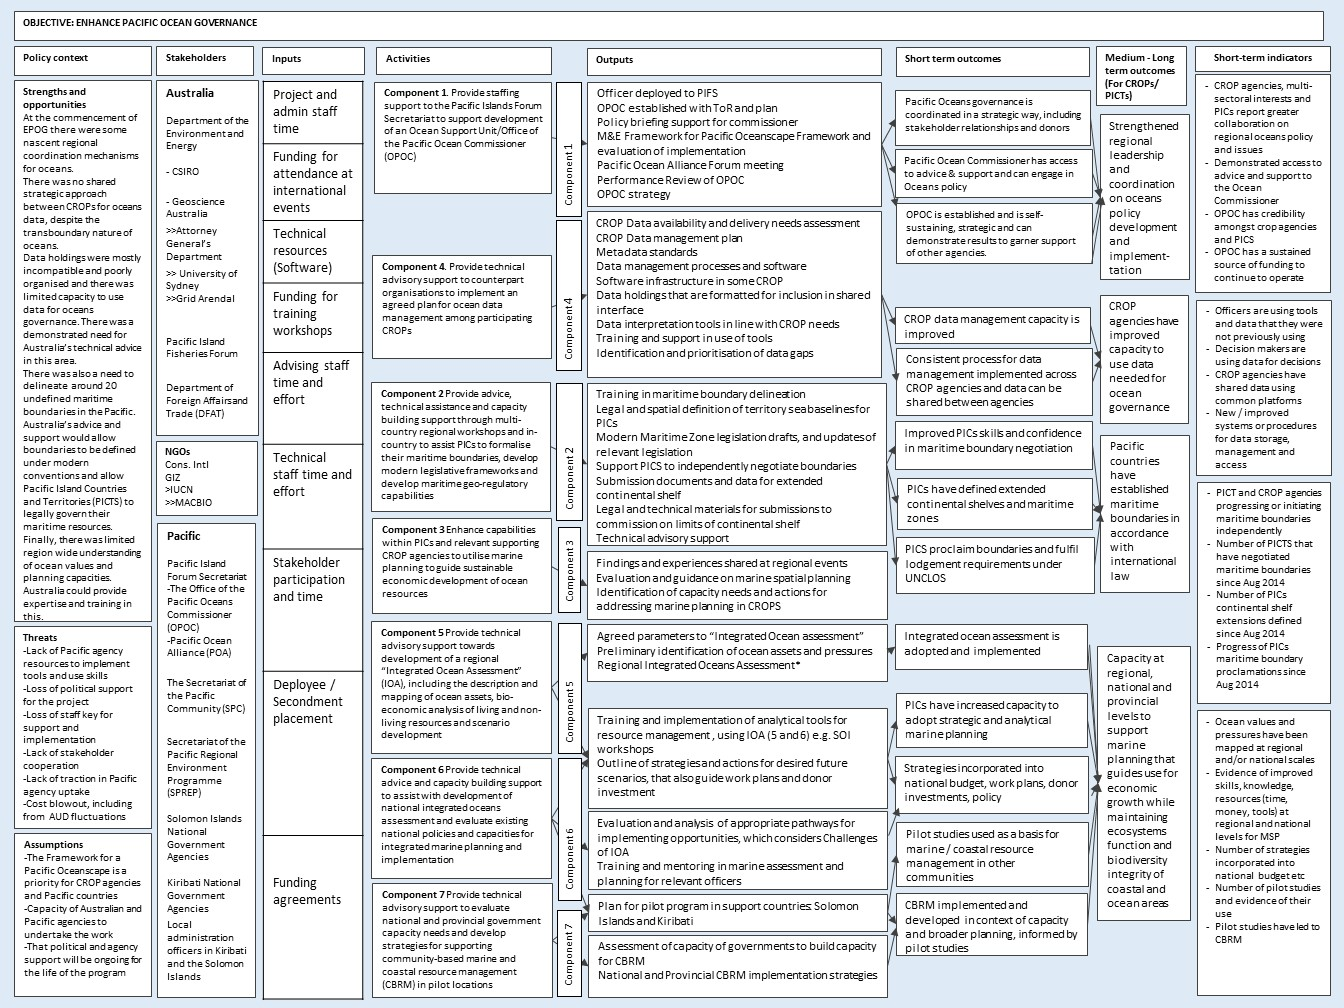 OBJECTIVE: ENHANCE PACIFIC OCEAN GOVERNANCE
Policy context
Strengths and
opportunities
At the commencement of
EPOG there were some
nascent regional
coordination mechanisms
for oceans.
There was no shared
strategic approach
between CROPs for oceans
data, despite the
transboundary nature of
oceans.
Data holdings were mostly
incompatible and poorly
organised and there was
limited capacity to use
data for oceans
governance. There was a
demonstrated need for
Australia's technical advice
in this area.
There was also a need to
delineate around 20
undefined maritime
boundaries in the Pacific.
Australia's advice and
support would allow
boundaries to be defined
under modern
conventions and allow
Pacific Island Countries
and Territories (PICTS) to
legally govern their
maritime resources.
Finally, there was limited
region wide understanding
of ocean values and
planning capacities.
Australia could provide
expertise and training in
this.
Threats
-Lack of Pacific agency
resources to implement
tools and use skills
-Loss of political support
for the project
-Loss of staff key for
support and
implementation
-Lack of stakeholder
cooperation
-Lack of traction in Pacific
agency uptake
-Cost blowout, including
from AUD fluctuations
Assumptions
-The Framework for a
Pacific Oceanscape is a
priority for CROP agencies
and Pacific countries
-Capacity of Australian and
Pacific agencies to
undertake the work
-That political and agency
support will be ongoing for
the life of the program
Stakeholders
Australia
Department of the
Environment and
Energy
- CSIRO
- Geoscience
Australia
>>Attorney
General's
Department
>> University of
Sydney
>>Grid Arendal
Pacific Island
Fisheries Forum
Department of
Foreign Affairs and
Trade (DFAT)
NGOs
Cons. Intl
GIZ
>IUCN
>>MACBIO
Pacific
Pacific Island
Forum Secretariat
-The Office of the
Pacific Oceans
Commissioner
(OPOC)
-Pacific Ocean
Alliance (POA)
The Secretariat of
the Pacific
Community (SPC)
Secretariat of the
Pacific Regional
Environment
Programme
(SPREP)
Solomon Islands
National
Government
Agencies
Kiribati National
Government
Agencies
Local
administration
officers in Kiribati
and the Solomon
Islands
Inputs
Project and
admin staff
time
Funding for
attendance at
international
events
Technical
resources
(Software)
Funding for
training
workshops
Advising staff
time and
effort
Technical
staff time and
effort
Stakeholder
participation
and time
Deployee /
Secondment
placement
Funding
agreements
Activities
Component 1. Provide staffing
support to the Pacific Islands Forum
Secretariat to support development
of an Ocean Support Unit/Office of
the Pacific Ocean Commissioner
(OPOC)
Component 4. Provide technical
advisory support to counterpart
organisations to implement an
agreed plan for ocean data
management among participating
CROPs
Component 2 Provide advice,
technical assistance and capacity
building support through multi-
country regional workshops and in-
country to assist PICs to formalise
their maritime boundaries, develop
modern legislative frameworks and
develop maritime geo-regulatory
capabilities
Component 3 Enhance capabilities
within PICs and relevant supporting
CROP agencies to utilise marine
planning to guide sustainable
economic development of ocean
resources
Component 5 Provide technical
advisory support towards
development of a regional
"Integrated Ocean Assessment"
(IOA), including the description and
mapping of ocean assets, bio-
economic analysis of living and non-
living resources and scenario
development
Component 6 Provide technical
advice and capacity building support
to assist with development of
national integrated oceans
assessment and evaluate existing
national policies and capacities for
integrated marine planning and
implementation
Component 7 Provide technical
advisory support to evaluate
national and provincial government
capacity needs and develop
strategies for supporting
community-based marine and
coastal resource management
(CBRM) in pilot locations
Component 1
Component 4
Component 2
Component 3
Component 5
Component 6
Component 7
Outputs
Officer deployed to PIFS
OPOC established with ToR and plan
Policy briefing support for commissioner
M&E Framework for Pacific Oceanscape Framework and
evaluation of implementation
Pacific Ocean Alliance Forum meeting
Performance Review of OPOC
OPOC strategy
CROP Data availability and delivery needs assessment
CROP Data management plan
Metadata standards
Data management processes and software
Software infrastructure in some CROP
Data holdings that are formatted for inclusion in shared
interface
Data interpretation tools in line with CROP needs
Training and support in use of tools
Identification and prioritisation of data gaps
Training in maritime boundary delineation
Legal and spatial definition of territory sea baselines for
PICs
Modern Maritime Zone legislation drafts, and updates of
relevant legislation
Support PICS to independently negotiate boundaries
Submission documents and data for extended
continental shelf
Legal and technical materials for submissions to
commission on limits of continental shelf
Technical advisory support
Findings and experiences shared at regional events
Evaluation and guidance on marine spatial planning
Identification of capacity needs and actions for
addressing marine planning in CROPS
Agreed parameters to "Integrated Ocean assessment"
Preliminary identification of ocean assets and pressures
Regional Integrated Oceans Assessment*
Training and implementation of analytical tools for
resource management , using IOA (5 and 6) e.g. SOI
workshops
Outline of strategies and actions for desired future
scenarios, that also guide work plans and donor
investment
Evaluation and analysis of appropriate pathways for
implementing opportunities, which considers Challenges
of IOA
Training and mentoring in marine assessment and
planning for relevant officers
Plan for pilot program in support countries: Solomon
Islands and Kiribati
Assessment of capacity of governments to build capacity
for CBRM
National and Provincial CBRM implementation strategies
Short term outcomes
Pacific Oceans governance is
coordinated in a strategic way, including
stakeholder relationships and donors
Pacific Ocean Commissioner has access
to advice & support and can engage in
Oceans policy
OPOC is established and is self-
sustaining, strategic and can
demonstrate results to garner support
of other agencies.
CROP data management capacity is
improved
Consistent process for data
management implemented across
CROP agencies and data can be
shared between agencies
Improved PICs skills and confidence
in maritime boundary negotiation
PICs have defined extended
continental shelves and maritime
zones
PICS proclaim boundaries and fulfil
lodgement requirements under
UNCLOS
Integrated ocean assessment is
adopted and implemented
PICs have increased capacity to
adopt strategic and analytical
marine planning
Strategies incorporated into
national budget, work plans, donor
investments, policy
Pilot studies used as a basis for
marine / coastal resource
management in other
communities
CBRM implemented and
developed in context of capacity
and broader planning, informed by
pilot studies
Medium - Long
term outcomes
(For CROPs/
PICTs)
Strengthened
regional
leadership
and
coordination
on oceans
policy
development
and
implement-
tation
CROP
agencies have
improved
capacity to
use data
needed for
ocean
governance
Pacific
countries
have
established
maritime
boundaries in
accordance
with
international
law
Capacity at
regional,
national and
provincial
levels to
support
marine
planning that
guides use for
economic
growth while
maintaining
ecosystems
function and
biodiversity
integrity of
coastal and
ocean areas
Short-term indicators
- CROP agencies, multi-
sectoral interests and
PICs report greater
collaboration on
regional oceans policy
and issues
- Demonstrated access to
advice and support to
the Ocean
Commissioner
- OPOC has credibility
amongst crop agencies
and PICS
- OPOC has a sustained
source of funding to
continue to operate
- Officers are using tools
and data that they were
not previously using
- Decision makers are
using data for decisions
- CROP agencies have
shared data using
common platforms
- New / improved
systems or procedures
for data storage,
management and
access
- PICT and CROP agencies
progressing or initiating
maritime boundaries
independently
- Number of PICTS that
have negotiated
maritime boundaries
since Aug 2014
- Number of PICs
continental shelf
extensions defined
since Aug 2014
- Progress of PICs
maritime boundary
proclamations since
Aug 2014
- Ocean values and
pressures have been
mapped at regional
and/or national scales
- Evidence of improved
skills, knowledge,
resources (time,
money, tools) at
regional and national
levels for MSP
- Number of strategies
incorporated into
national budget etc
- Number of pilot studies
and evidence of their
use
- Pilot studies have led to
CBRM